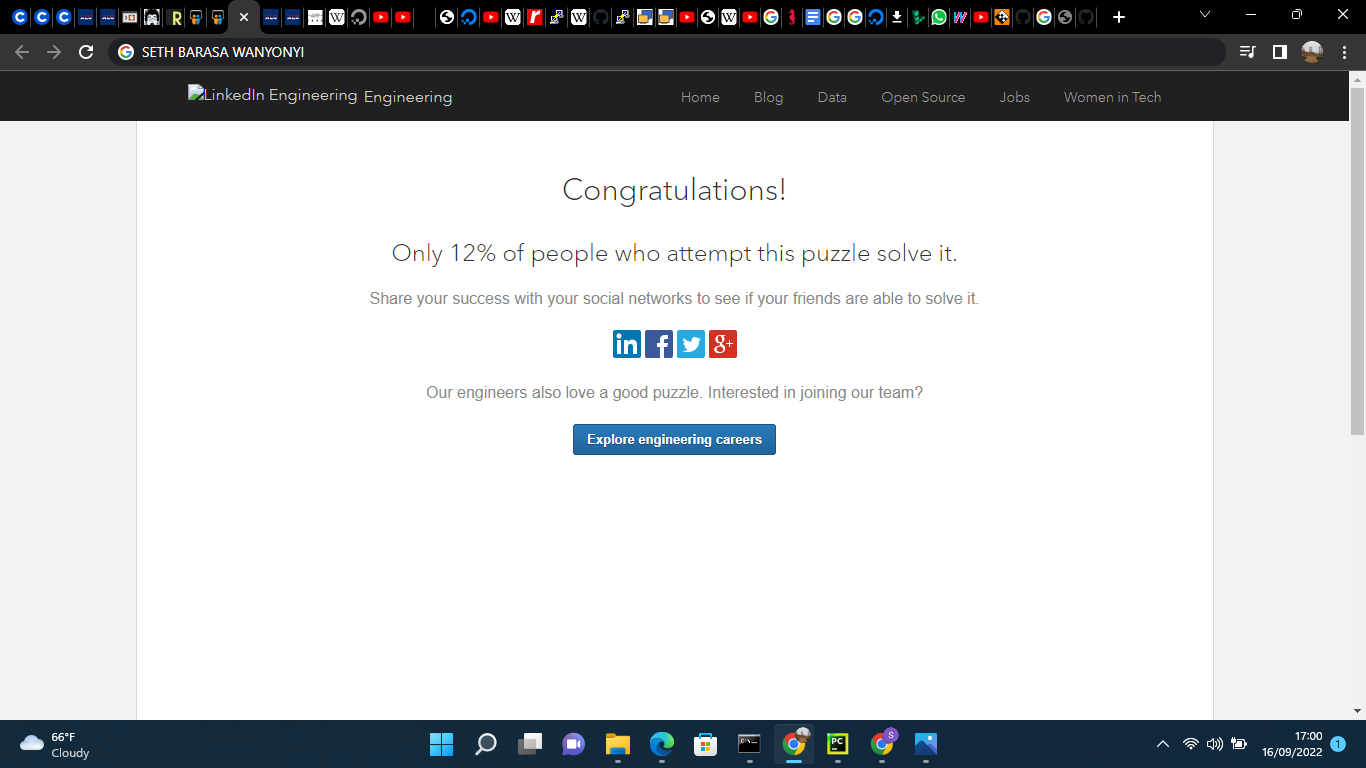 SETH BARASA WANYONYI
LinkedIn Engineering Engineering Home Blog Data Open Source Jobs Women in Tech
Congratulations!
Only 12% of people who attempt this puzzle solve it.
Share your success with your social networks to see if your friends are able to solve it.
in f g+
Our engineers also love a good puzzle. Interested in joining our team?
Explore engineering careers
66°F
Cloudy
PC
S
17:00
16/09/2022
1